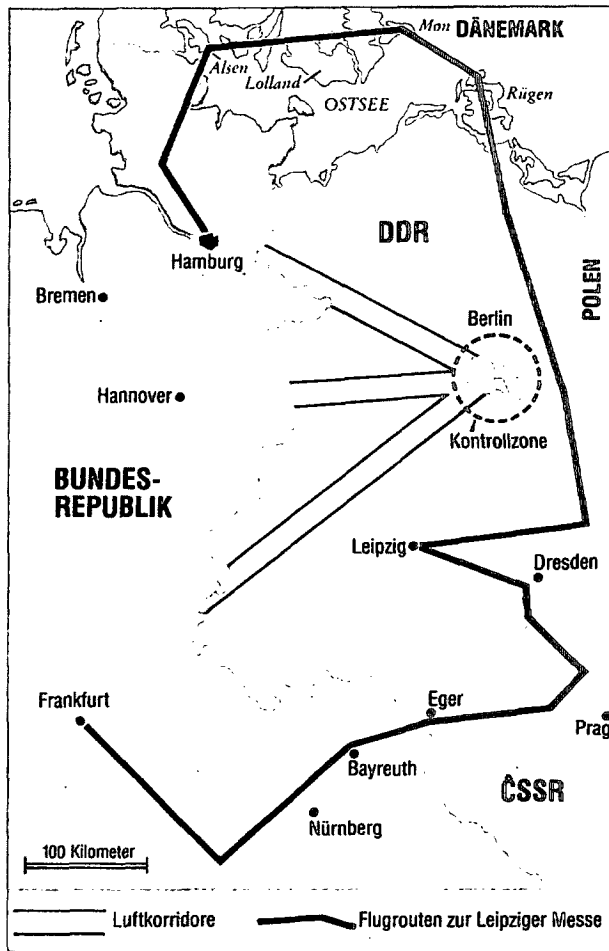 Møn DÄNEMARK
Alsen
Lolland
OSTSEE
Rügen
DDR
Hamburg
POLEN
Bremen
Berlin
Hannover
Kontrollzone
BUNDES-
REPUBLIK
Leipzig
Dresden
Frankfurt
Eger
Prag
Bayreuth
ČSSR
Nürnberg
100 Kilometer
Luftkorridore
Flugrouten zur Leipziger Messe